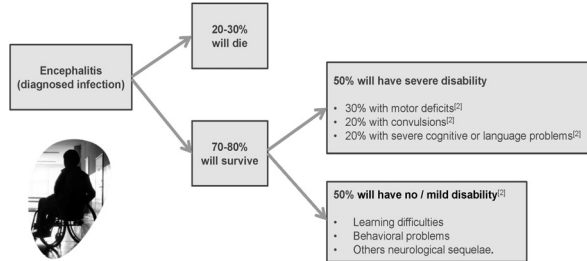 20-30%
will die
Encephalitis
(diagnosed infection)
70-80%
will survive
50% will have severe disability
• 30% with motor deficits[2]
• 20% with convulsions[2]
• 20% with severe cognitive or language problems[2]
50% will have no / mild disability[2]
• Learning difficulties
• Behavioral problems
• Others neurological sequelae.